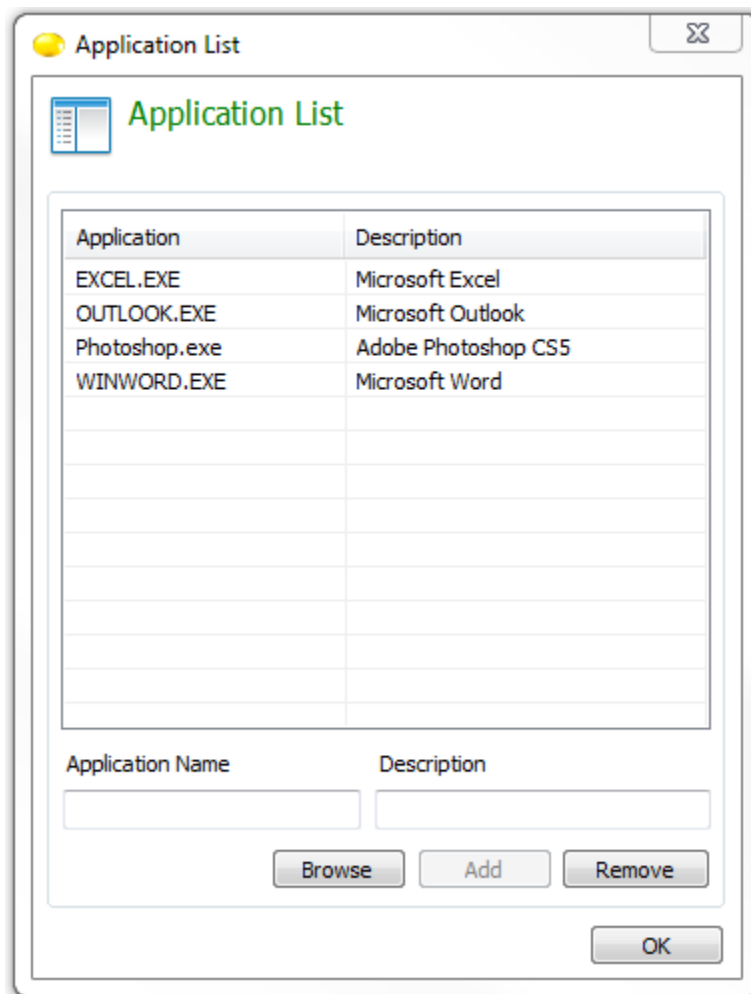 Application List
Application List
Application Description
EXCEL.EXE Microsoft Excel
OUTLOOK.EXE Microsoft Outlook
Photoshop.exe Adobe Photoshop CS5
WINWORD.EXE Microsoft Word
Application Name Description
Browse Add Remove
OK